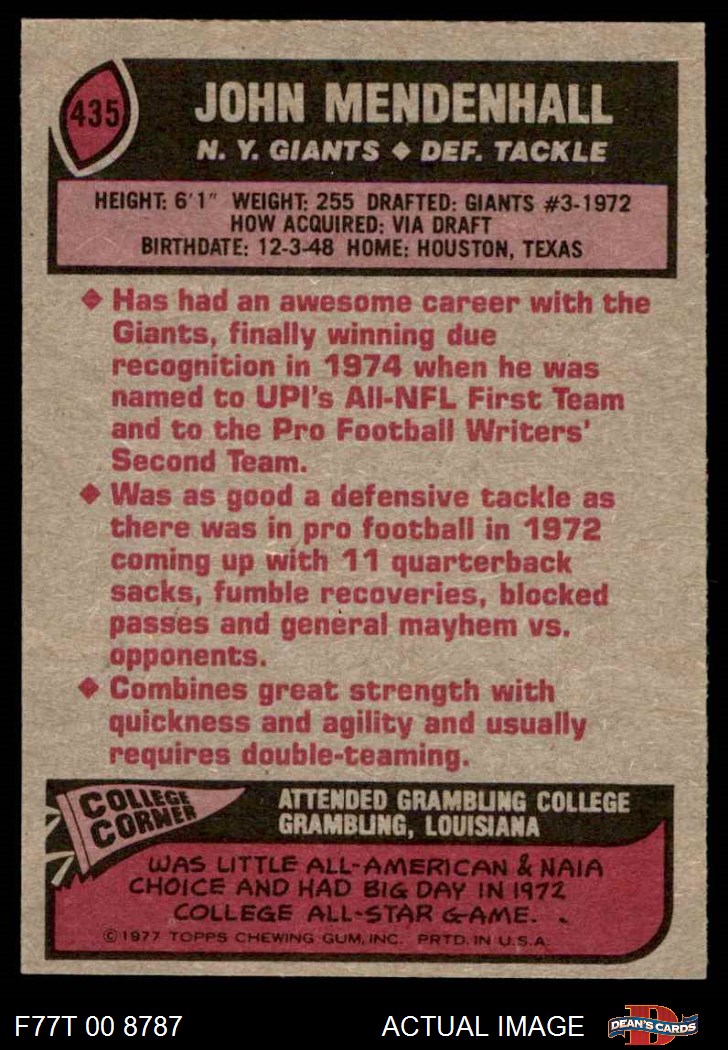 435
JOHN MENDENHALL
N. Y. GIANTS ◆ DEF. TACKLE
HEIGHT: 6'1" WEIGHT: 255 DRAFTED: GIANTS #3-1972
HOW ACQUIRED: VIA DRAFT
BIRTHDATE: 12-3-48 HOME: HOUSTON, TEXAS
◆ Has had an awesome career with the
Giants, finally winning due
recognition in 1974 when he was
named to UPI's All-NFL First Team
and to the Pro Football Writers'
Second Team.
◆ Was as good a defensive tackle as
there was in pro football in 1972
coming up with 11 quarterback
sacks, fumble recoveries, blocked
passes and general mayhem vs.
opponents.
◆ Combines great strength with
quickness and agility and usually
requires double-teaming.
COLLEGE
CORNER
ATTENDED GRAMBLING COLLEGE
GRAMBLING, LOUISIANA
WAS LITTLE ALL-AMERICAN & NAIA
CHOICE AND HAD BIG DAY IN 1972
COLLEGE ALL-STAR GAME.
©1977 TOPPS CHEWING GUM, INC. PRTD. IN U.S.A.
F77T 00 8787
ACTUAL IMAGE
D
DEAN'S CARDS